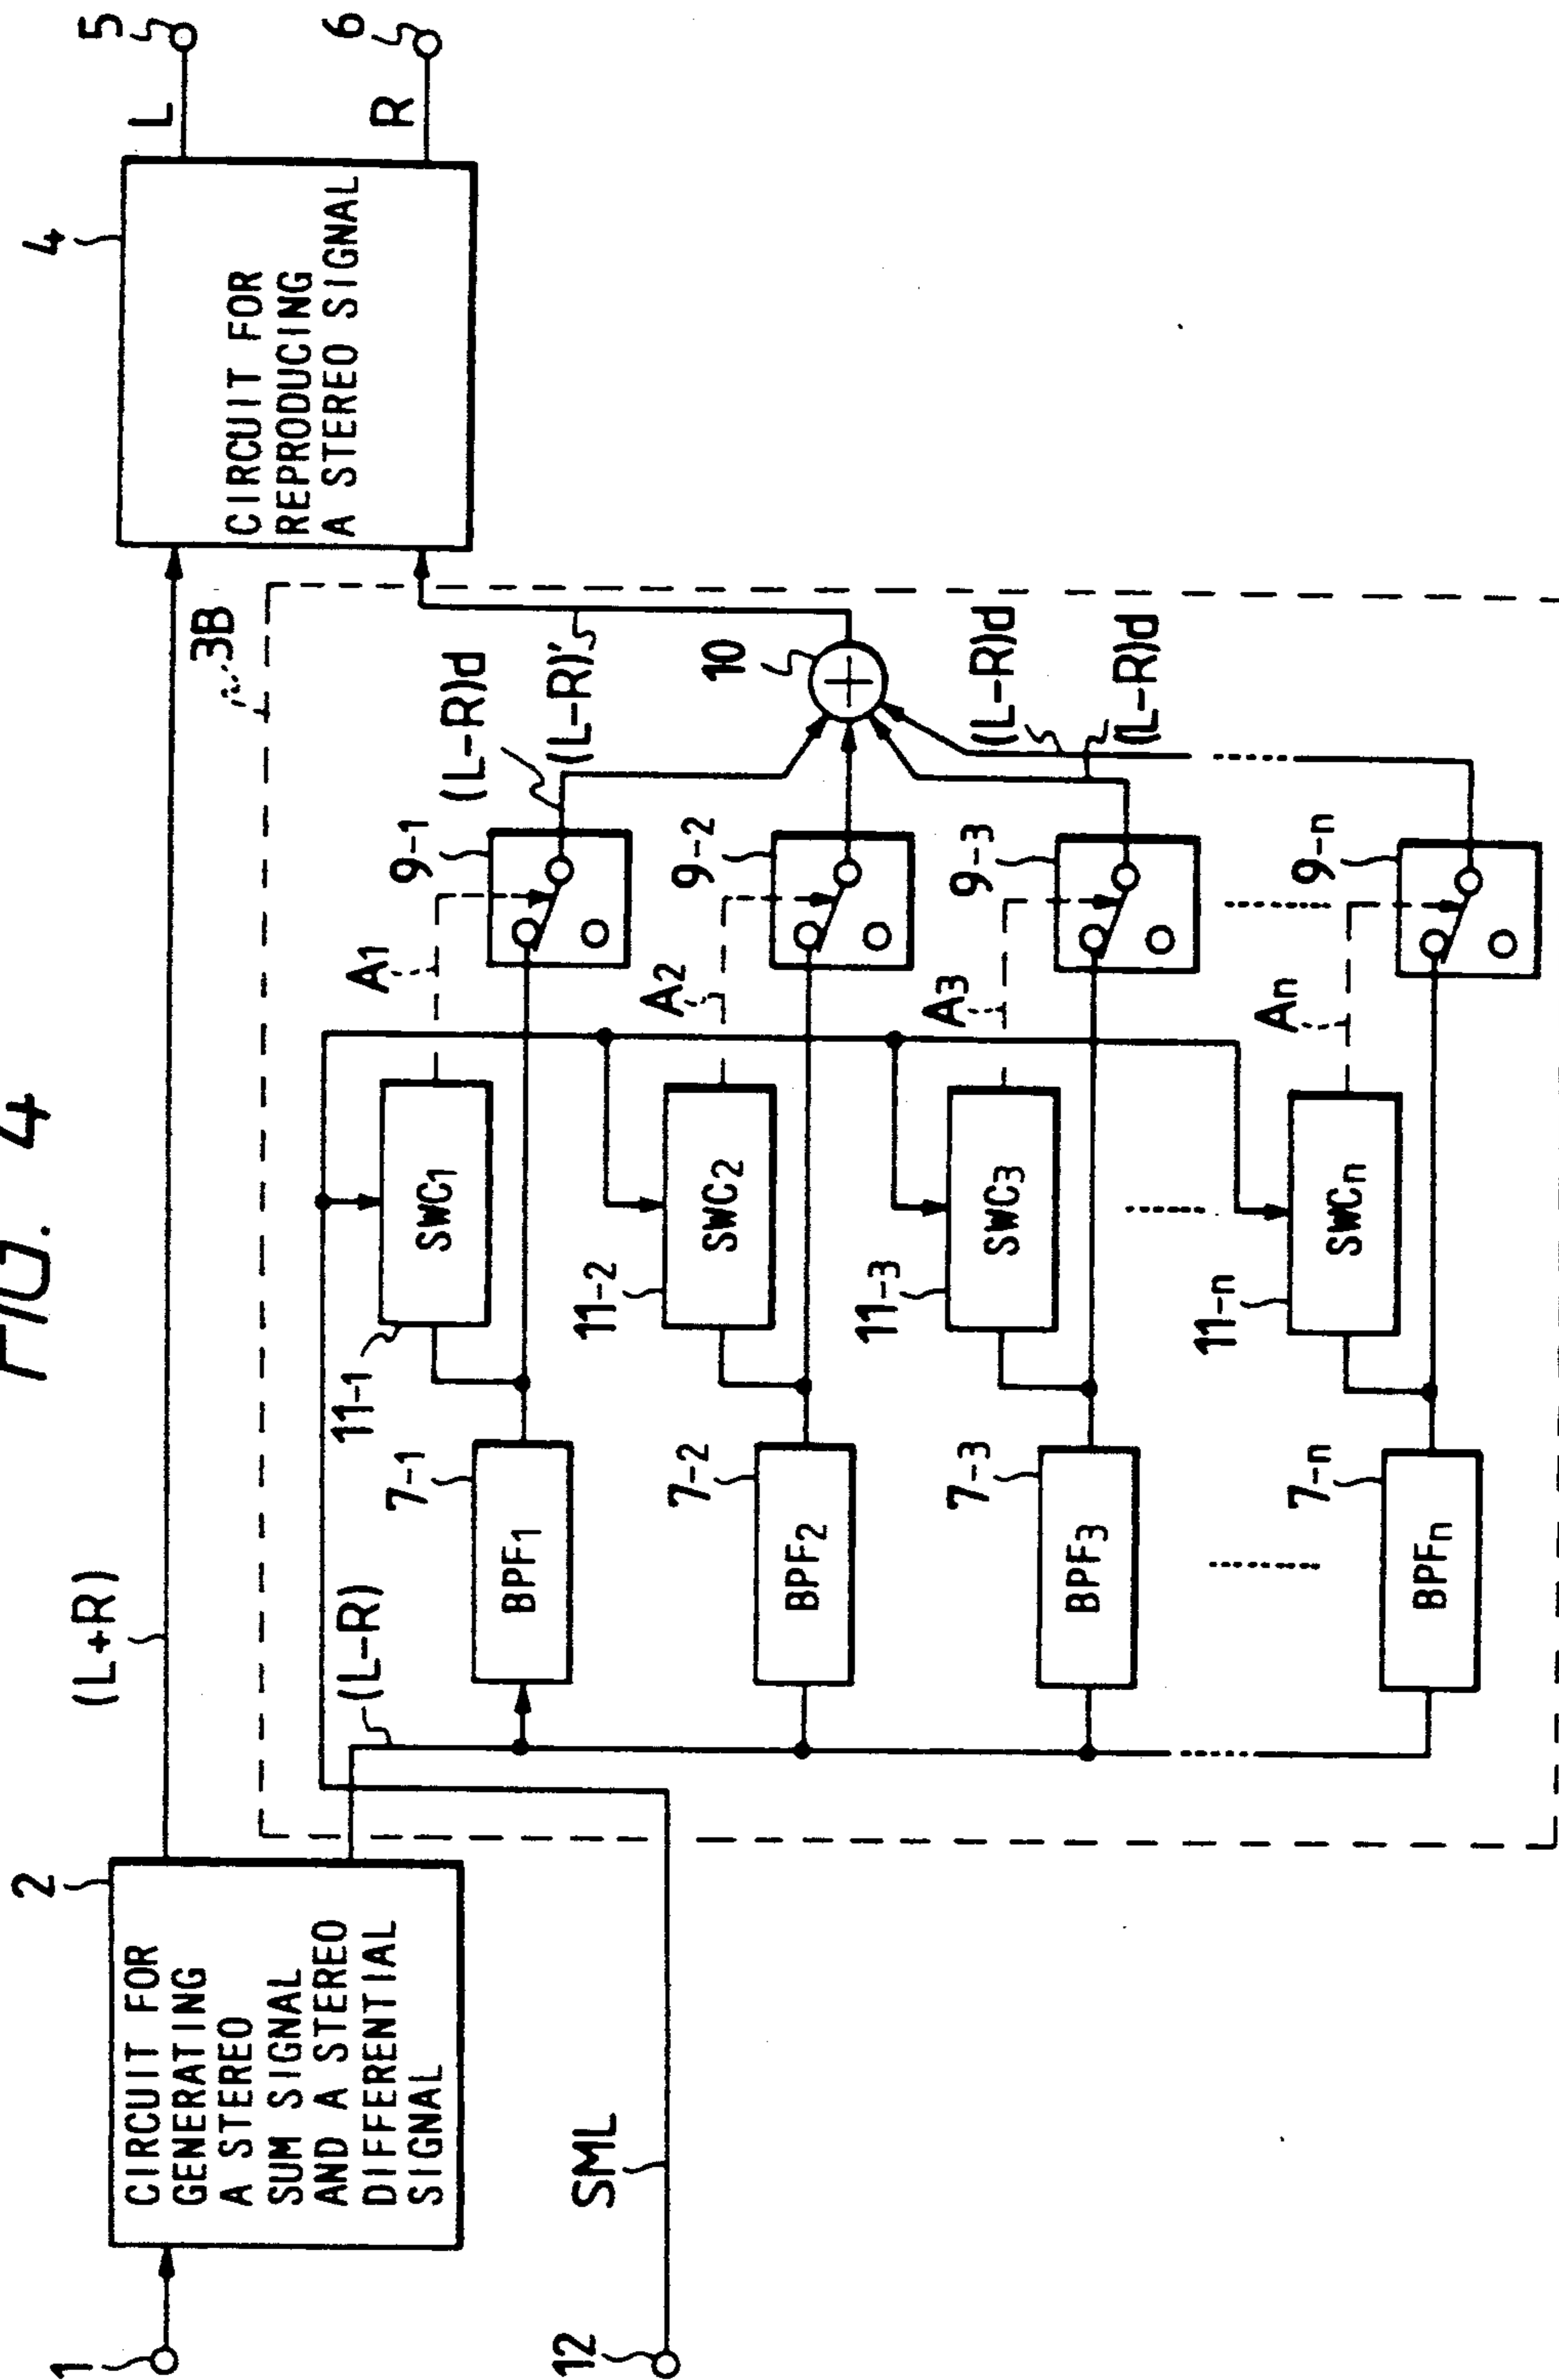 FIG. 4
1
2
CIRCUIT FOR
GENERATING
A STEREO
SUM SIGNAL
AND A STEREO
DIFFERENTIAL
SIGNAL
(L+R)
3B
4
CIRCUIT FOR
REPRODUCING
A STEREO SIGNAL
L
5
R
6
12
SML
(L-R)
7-1
BPF1
11-1
SWC1
A1
9-1
(L-R)d
(L-R)'
7-2
BPF2
11-2
SWC2
A2
9-2
10
7-3
BPF3
11-3
SWC3
A3
9-3
(L-R)d
(L-R)d
7-n
BPFn
11-n
SWCn
An
9-n